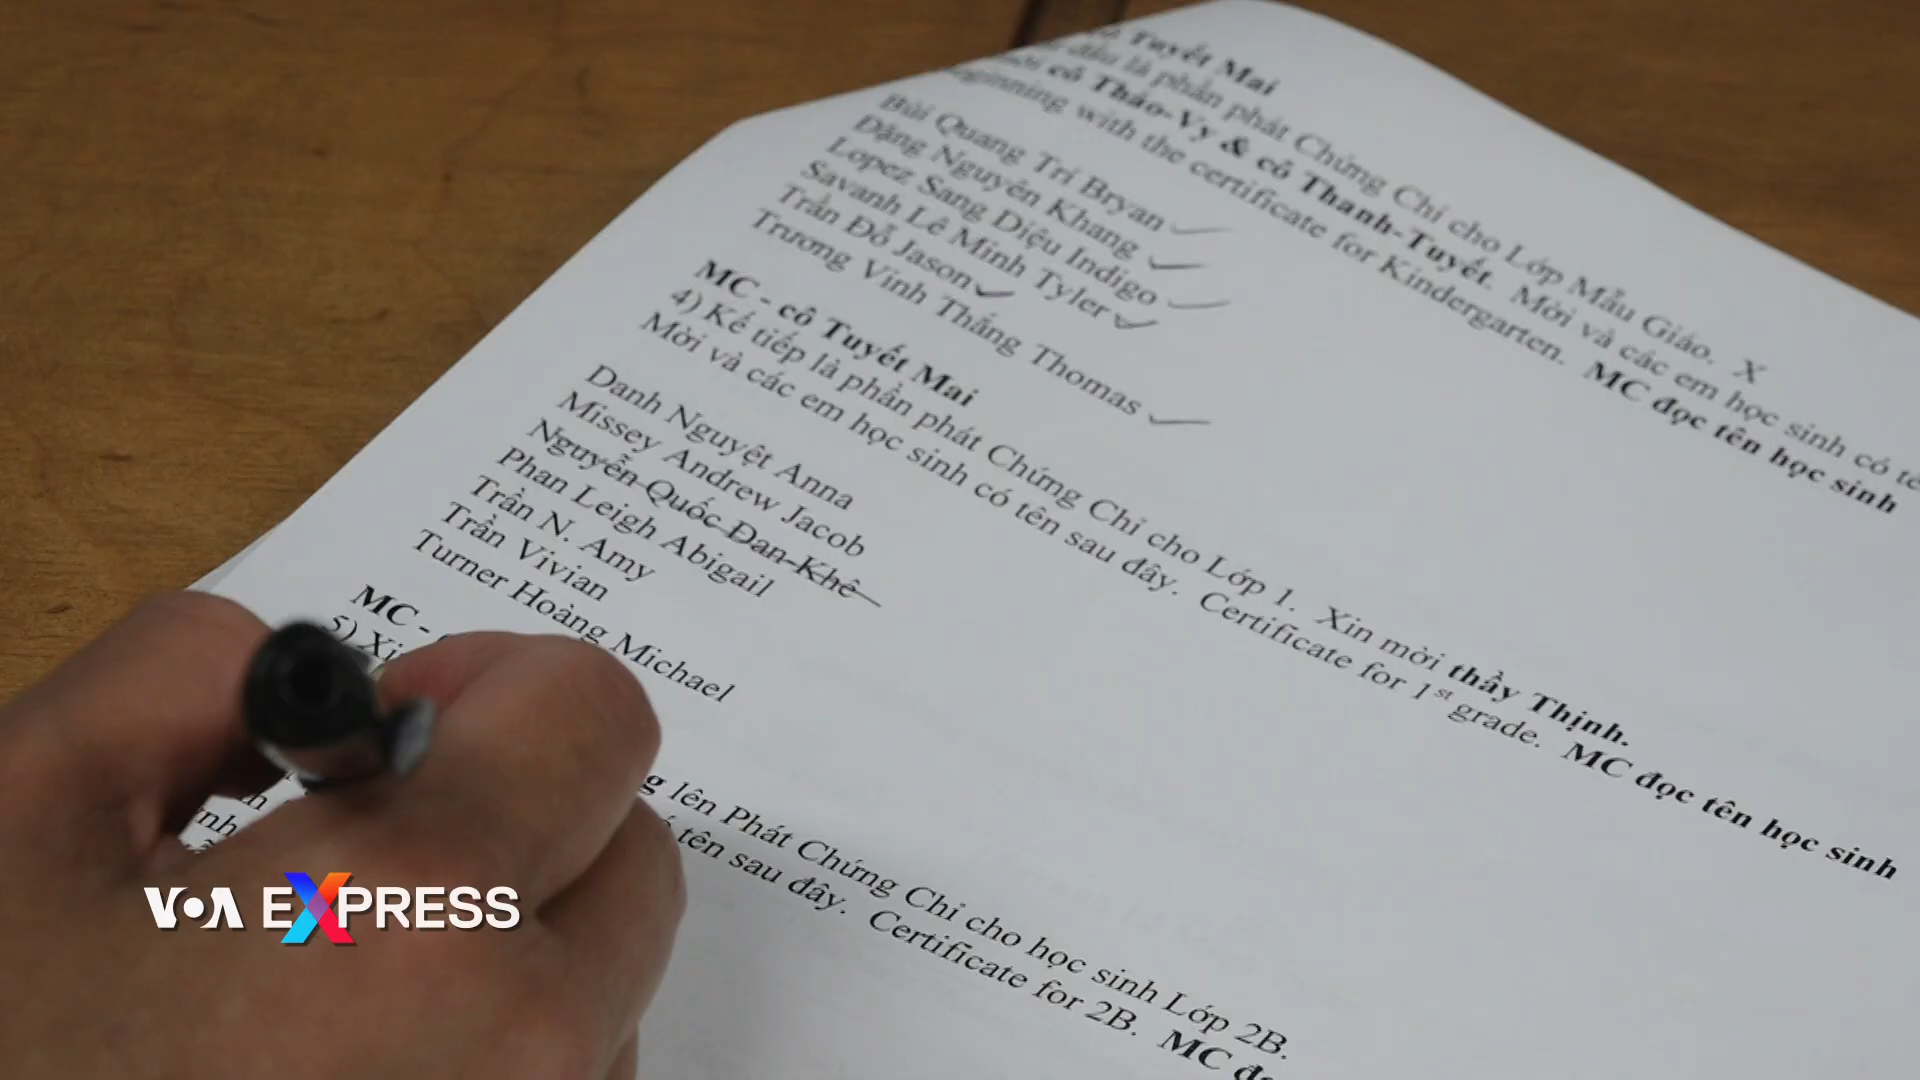 Tuyết Mai
đầu là phần phát Chứng Chỉ cho Lớp Mẫu Giáo. X
cô Thảo-Vy & cô Thanh-Tuyết. Mời và các em học sinh có
beginning with the certificate for Kindergarten. MC đọc tên học sinh
Bùi Quang Trí Bryan
Đặng Nguyên Khang
Lopez Sang Diệu Indigo
Savanh Lê Minh Tyler
Trần Đỗ Jason
Trương Vinh Thắng Thomas
MC - cô Tuyết Mai
4) Kế tiếp là phần phát Chứng Chỉ cho Lớp 1. Xin mời thầy Thịnh.
Mời và các em học sinh có tên sau đây. Certificate for 1st grade. MC đọc tên học sinh
Danh Nguyệt Anna
Missey Andrew Jacob
Nguyễn Quốc Đan-Khê
Phan Leigh Abigail
Trần N. Amy
Trần Vivian
Turner Hoàng Michael
MC -
5) Xi
g lên Phát Chứng Chỉ cho học sinh Lớp 2B.
tên sau đây. Certificate for 2B. MC
VOA EXPRESS